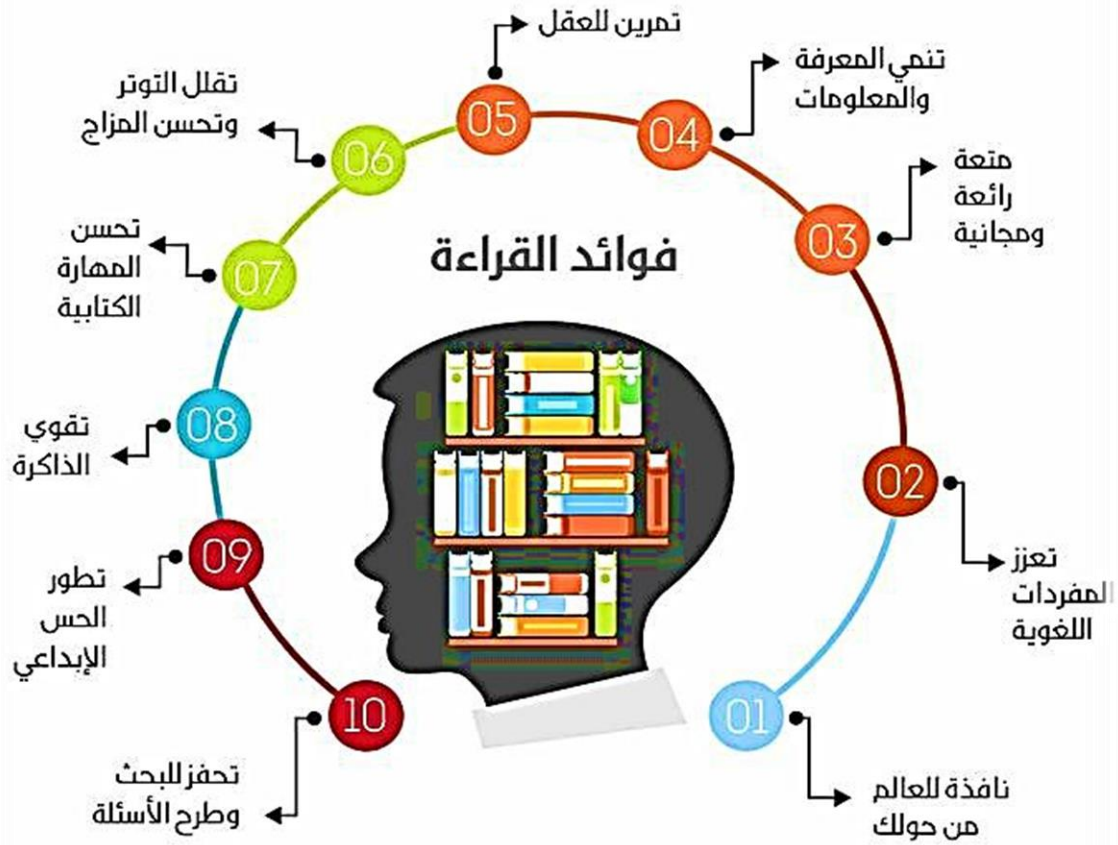 فوائد القراءة
01
نافذة للعالم
من حولك
02
تعزز
المفردات
اللغوية
03
متعة
رائعة
ومجانية
04
تنمي المعرفة
والمعلومات
05
تمرين للعقل
06
تقلل التوتر
وتحسن المزاج
07
تحسن
المهارة
الكتابية
08
تقوي
الذاكرة
09
تطور
الحس
الإبداعي
10
تحفز للبحث
وطرح الأسئلة